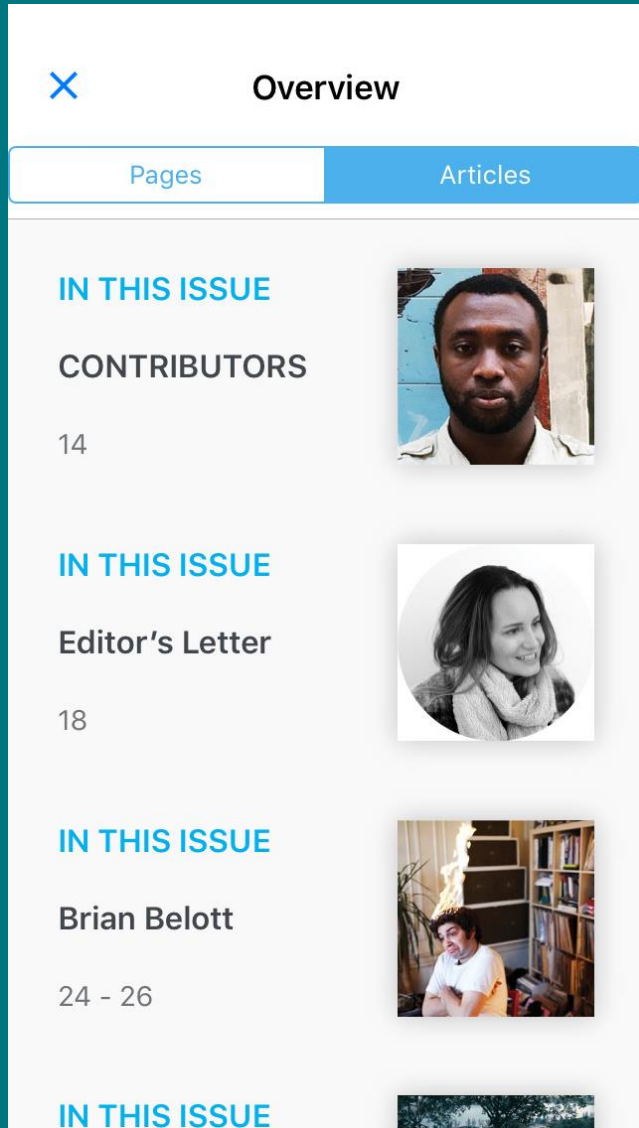 Overview
Pages
Articles
IN THIS ISSUE
CONTRIBUTORS
14
IN THIS ISSUE
Editor’s Letter
18
IN THIS ISSUE
Brian Belott
24 - 26
IN THIS ISSUE